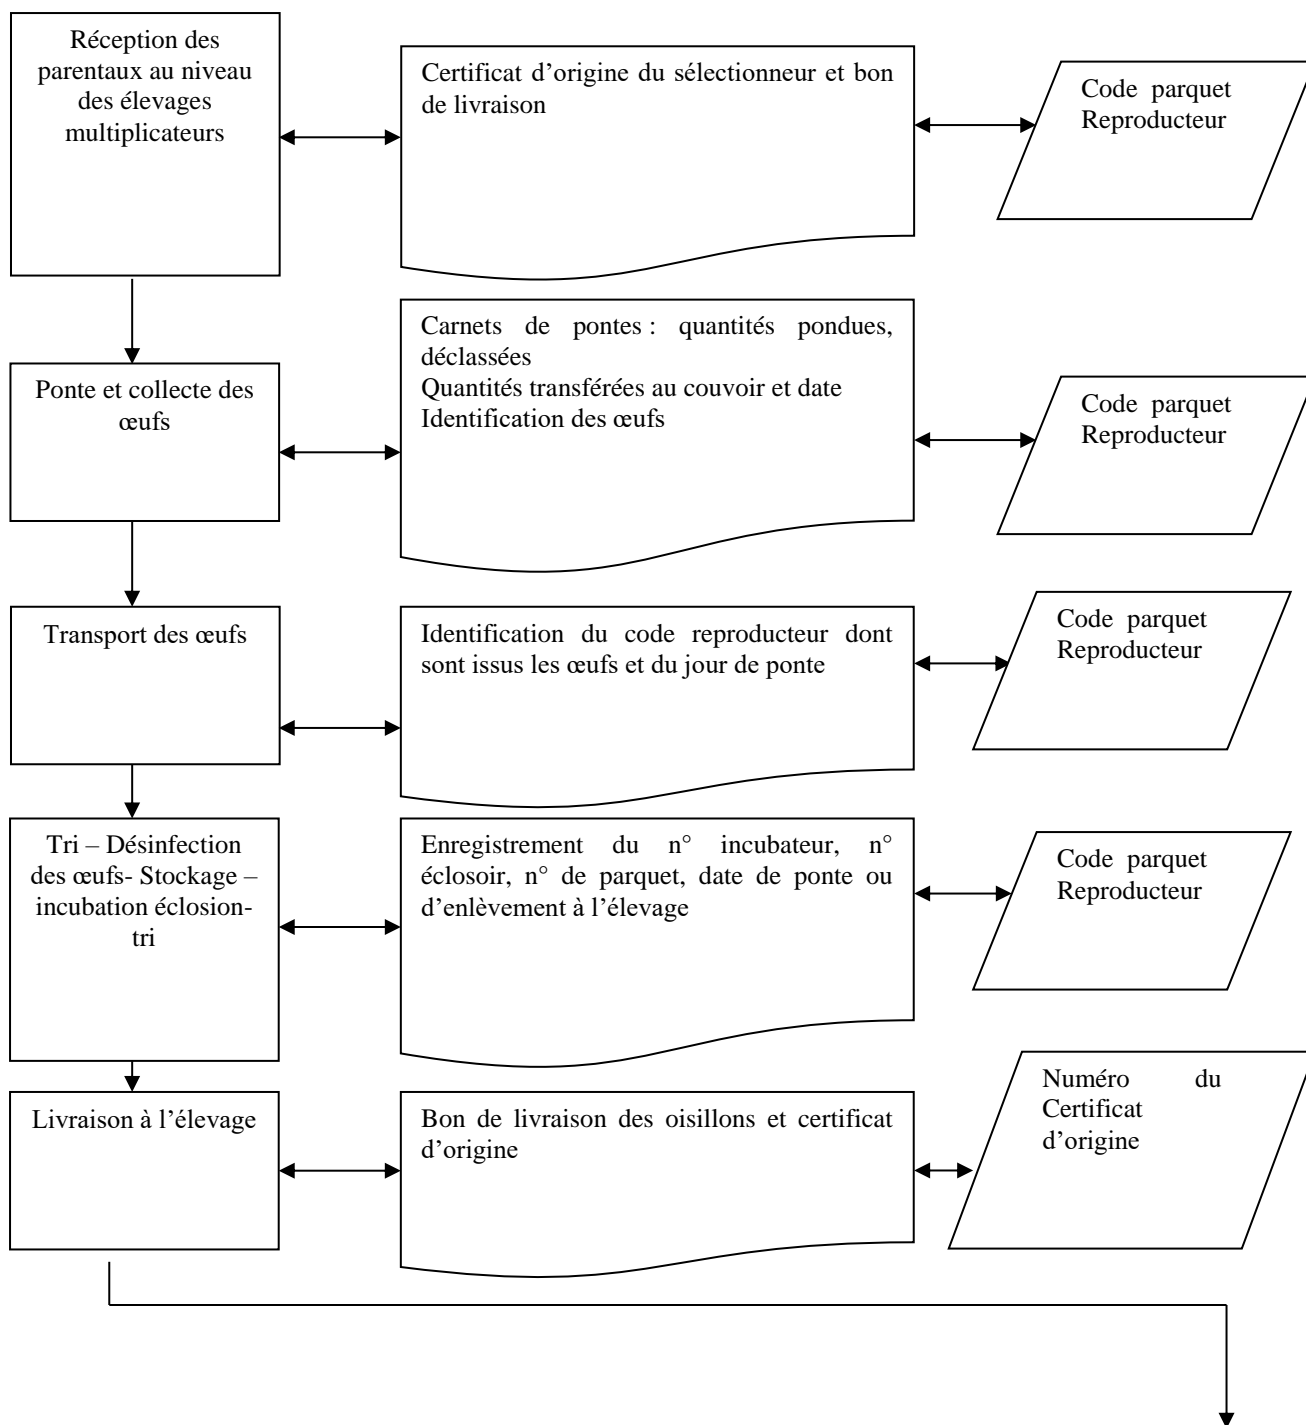 Réception des
parentaux au niveau
des élevages
multiplicateurs
Certificat d’origine du sélectionneur et bon
de livraison
Code parquet
Reproducteur
Ponte et collecte des
œufs
Carnets de pontes : quantités pondues,
déclassées
Quantités transférées au couvoir et date
Identification des œufs
Code parquet
Reproducteur
Transport des œufs
Identification du code reproducteur dont
sont issus les œufs et du jour de ponte
Code parquet
Reproducteur
Tri – Désinfection
des œufs- Stockage –
incubation éclosion-
tri
Enregistrement du n° incubateur, n°
éclosoir, n° de parquet, date de ponte ou
d’enlèvement à l’élevage
Code parquet
Reproducteur
Livraison à l’élevage
Bon de livraison des oisillons et certificat
d’origine
Numéro du
Certificat
d’origine